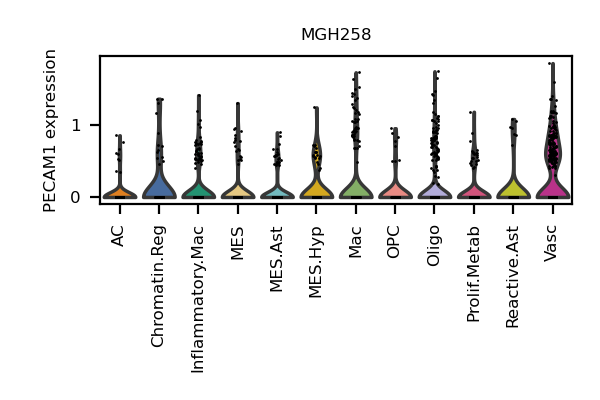 MGH258
PECAM1 expression
1
0
AC
Chromatin.Reg
Inflammatory.Mac
MES
MES.Ast
MES.Hyp
Mac
OPC
Oligo
Prolif.Metab
Reactive.Ast
Vasc